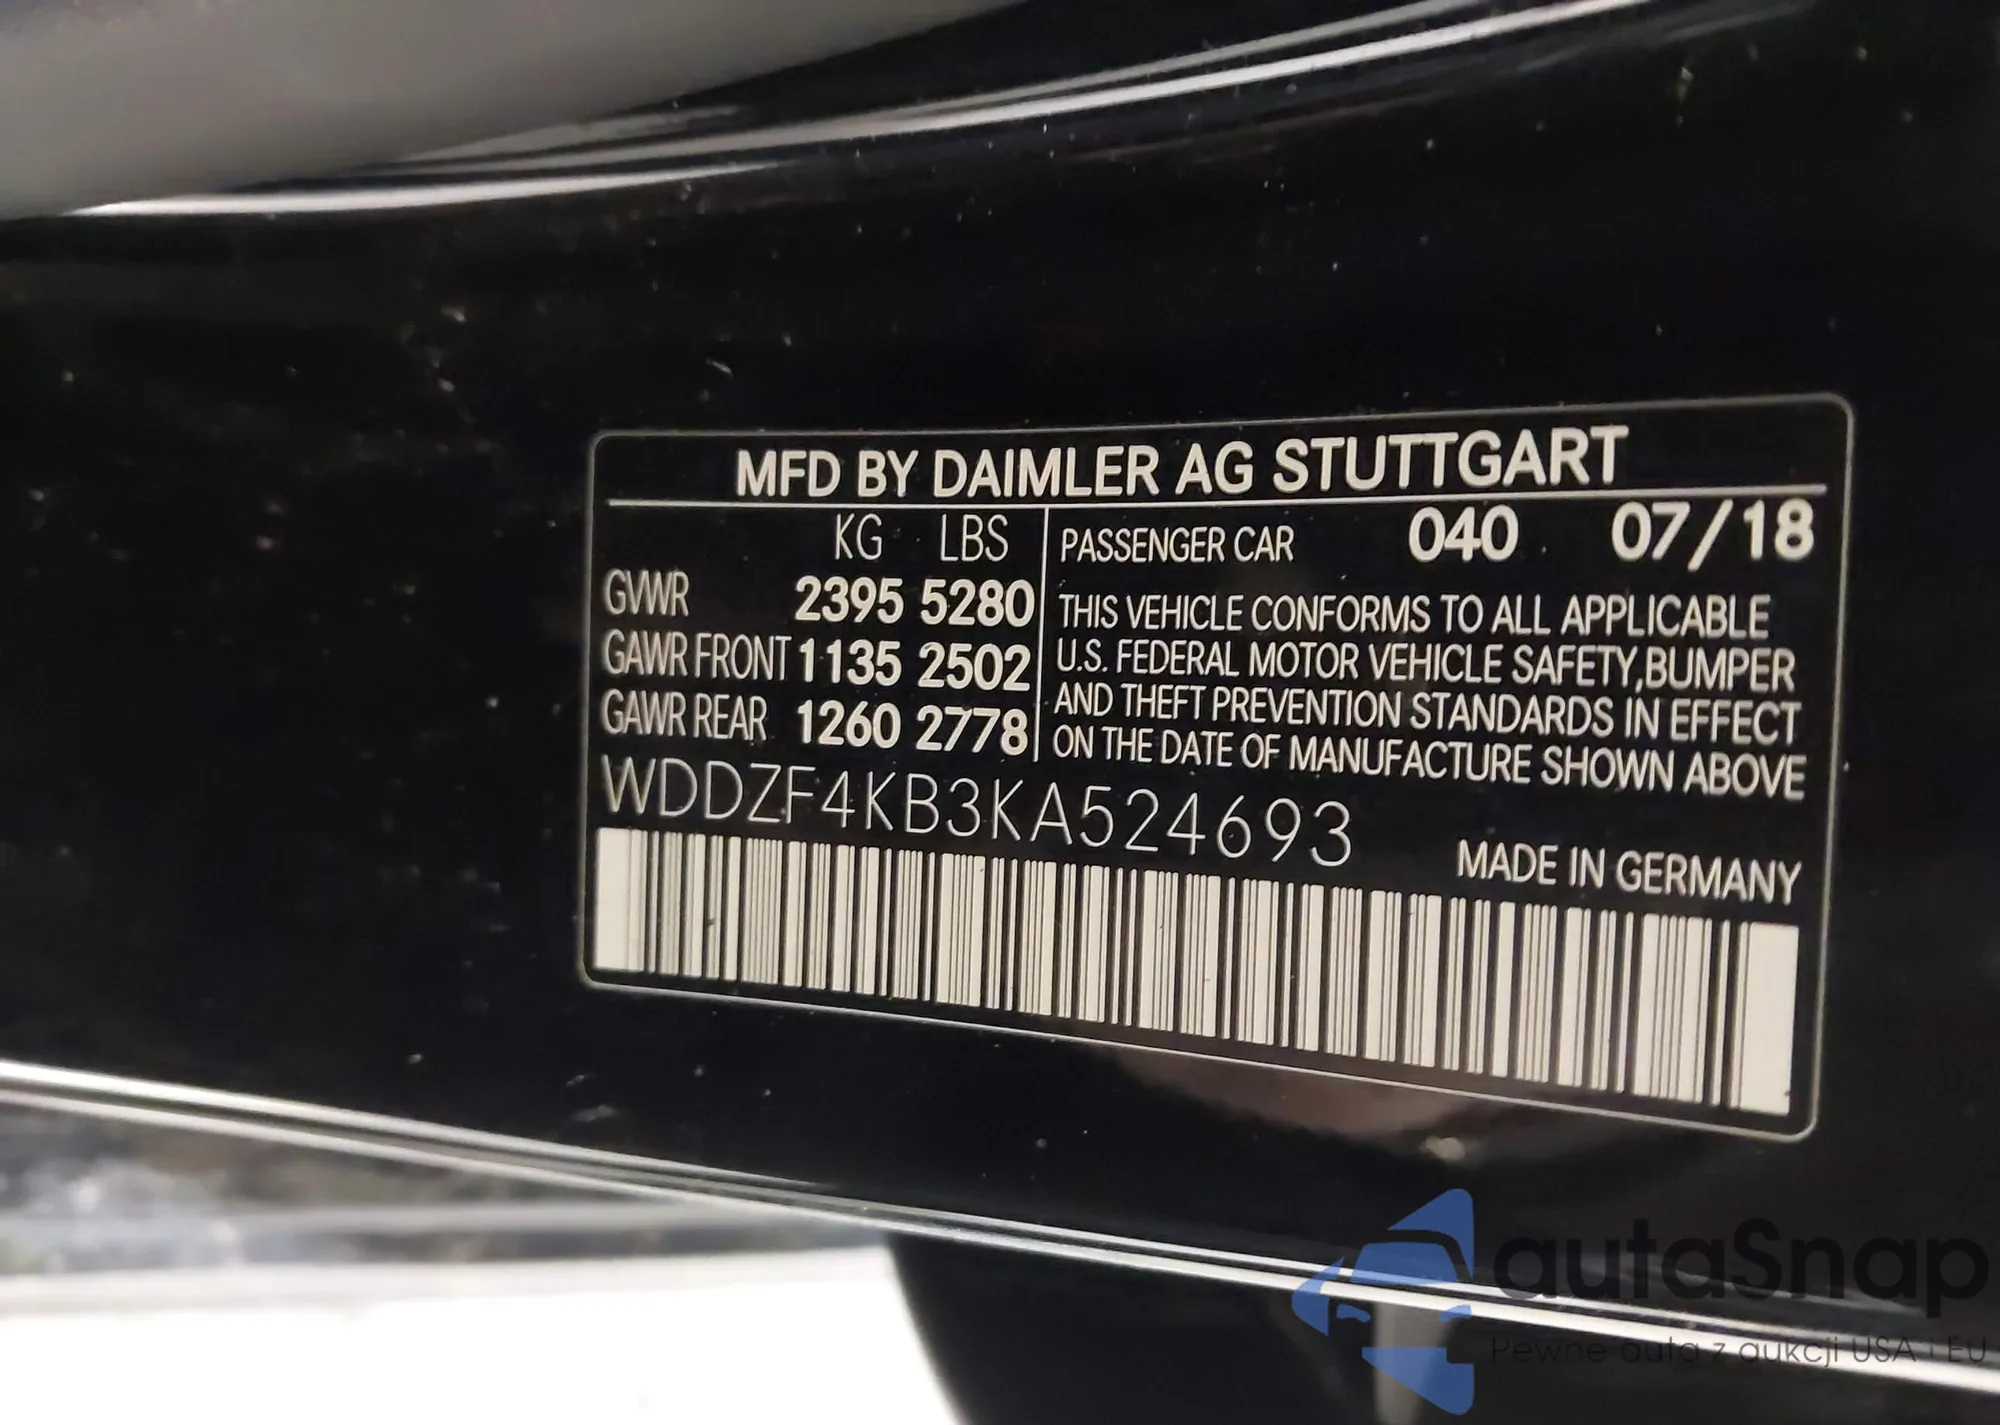 MFD BY DAIMLER AG STUTTGART
KG LBS
GVWR 2395 5280
GAWR FRONT 1135 2502
GAWR REAR 1260 2778
PASSENGER CAR 040 07/18
THIS VEHICLE CONFORMS TO ALL APPLICABLE
U.S. FEDERAL MOTOR VEHICLE SAFETY, BUMPER
AND THEFT PREVENTION STANDARDS IN EFFECT
ON THE DATE OF MANUFACTURE SHOWN ABOVE
WDDZF4KB3KA524693
MADE IN GERMANY
autaSnap
Pewne auta z aukcji USA i EU